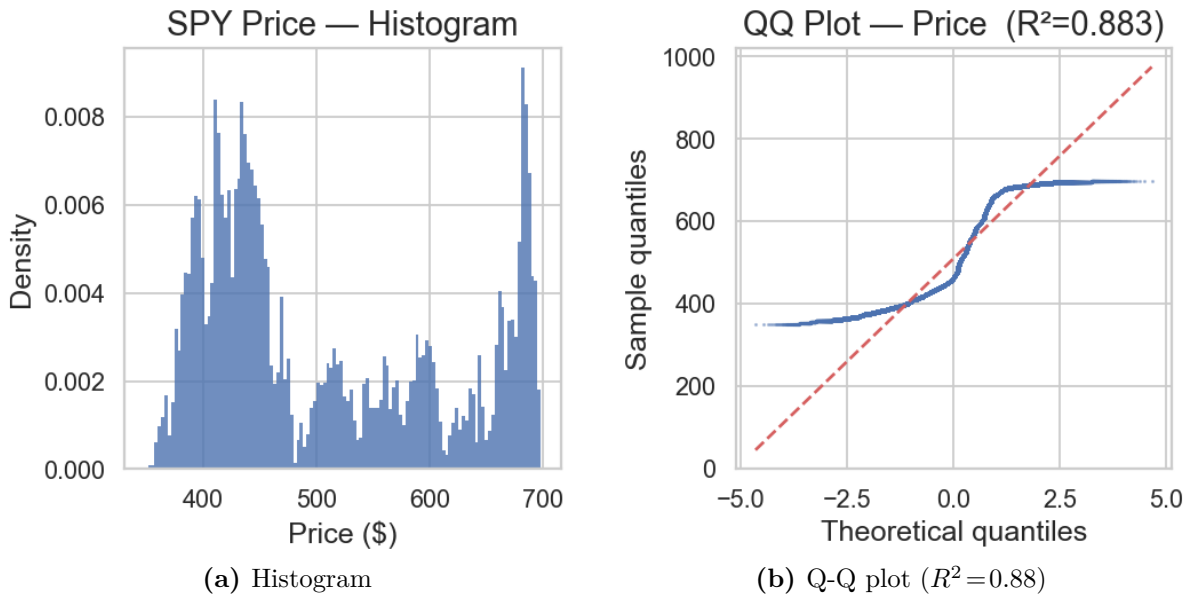 SPY Price — Histogram
Density
0.008
0.006
0.004
0.002
0.000
400 500 600 700
Price ($)
(a) Histogram
QQ Plot — Price (R²=0.883)
Sample quantiles
1000
800
600
400
200
0
−5.0 −2.5 0.0 2.5 5.0
Theoretical quantiles
(b) Q-Q plot (R²=0.88)